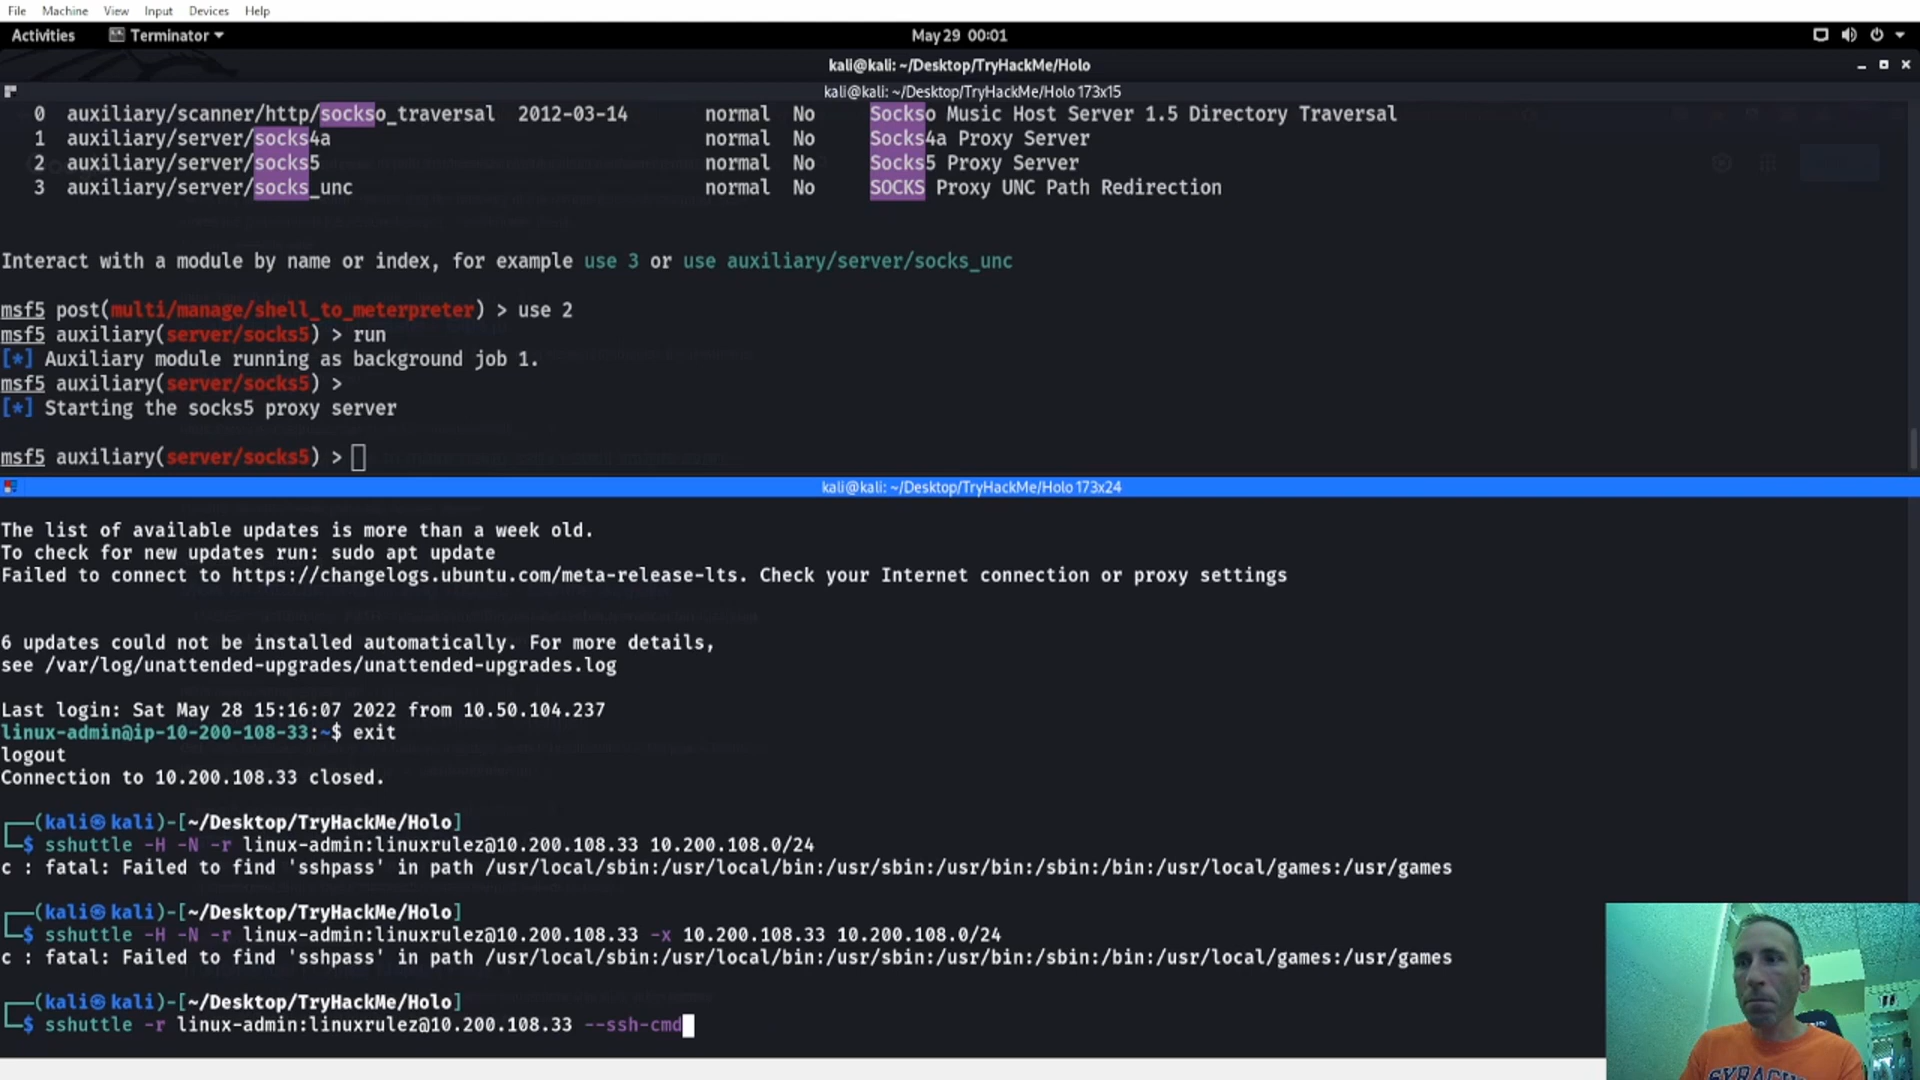 File Machine View Input Devices Help
Activities Terminator May 29 00:01
kali@kali: ~/Desktop/TryHackMe/Holo
kali@kali: ~/Desktop/TryHackMe/Holo 173x15
0 auxiliary/scanner/http/sockso_traversal 2012-03-14 normal No Sockso Music Host Server 1.5 Directory Traversal
1 auxiliary/server/socks4a normal No Socks4a Proxy Server
2 auxiliary/server/socks5 normal No Socks5 Proxy Server
3 auxiliary/server/socks_unc normal No SOCKS Proxy UNC Path Redirection
Interact with a module by name or index, for example use 3 or use auxiliary/server/socks_unc
msf5 post(multi/manage/shell_to_meterpreter) > use 2
msf5 auxiliary(server/socks5) > run
[*] Auxiliary module running as background job 1.
msf5 auxiliary(server/socks5) >
[*] Starting the socks5 proxy server
msf5 auxiliary(server/socks5) >
kali@kali: ~/Desktop/TryHackMe/Holo 173x24
The list of available updates is more than a week old.
To check for new updates run: sudo apt update
Failed to connect to https://changelogs.ubuntu.com/meta-release-lts. Check your Internet connection or proxy settings
6 updates could not be installed automatically. For more details,
see /var/log/unattended-upgrades/unattended-upgrades.log
Last login: Sat May 28 15:16:07 2022 from 10.50.104.237
linux-admin@ip-10-200-108-33:~$ exit
logout
Connection to 10.200.108.33 closed.
┌──(kali㉿kali)-[~/Desktop/TryHackMe/Holo]
└─$ sshuttle -H -N -r linux-admin:linuxrulez@10.200.108.33 10.200.108.0/24
c : fatal: Failed to find 'sshpass' in path /usr/local/sbin:/usr/local/bin:/usr/sbin:/usr/bin:/sbin:/bin:/usr/local/games:/usr/games
┌──(kali㉿kali)-[~/Desktop/TryHackMe/Holo]
└─$ sshuttle -H -N -r linux-admin:linuxrulez@10.200.108.33 -x 10.200.108.33 10.200.108.0/24
c : fatal: Failed to find 'sshpass' in path /usr/local/sbin:/usr/local/bin:/usr/sbin:/usr/bin:/sbin:/bin:/usr/local/games:/usr/games
┌──(kali㉿kali)-[~/Desktop/TryHackMe/Holo]
└─$ sshuttle -r linux-admin:linuxrulez@10.200.108.33 --ssh-cmd